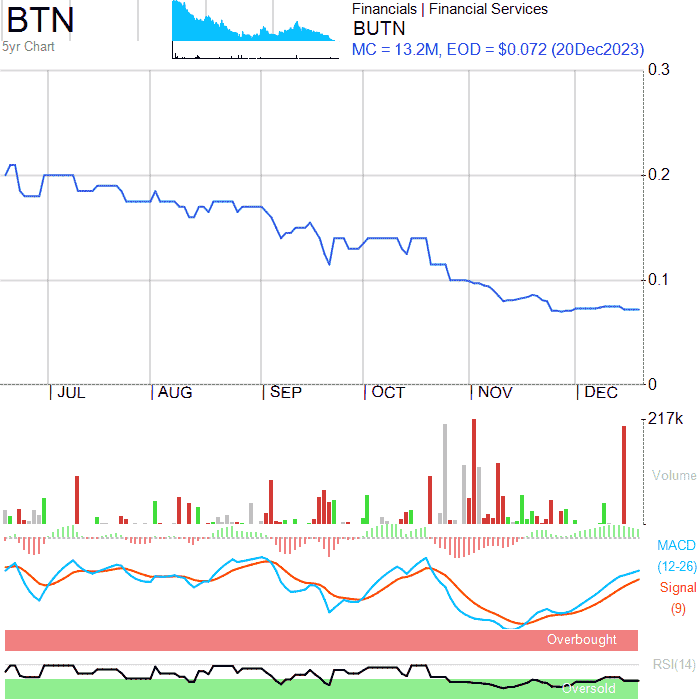 BTN
5yr Chart
Financials | Financial Services
BUTN
MC = 13.2M, EOD = $0.072 (20Dec2023)
0.3
0.2
0.1
0
JUL
AUG
SEP
OCT
NOV
DEC
217k
Volume
MACD
(12-26)
Signal
(9)
Overbought
RSI(14)
Oversold